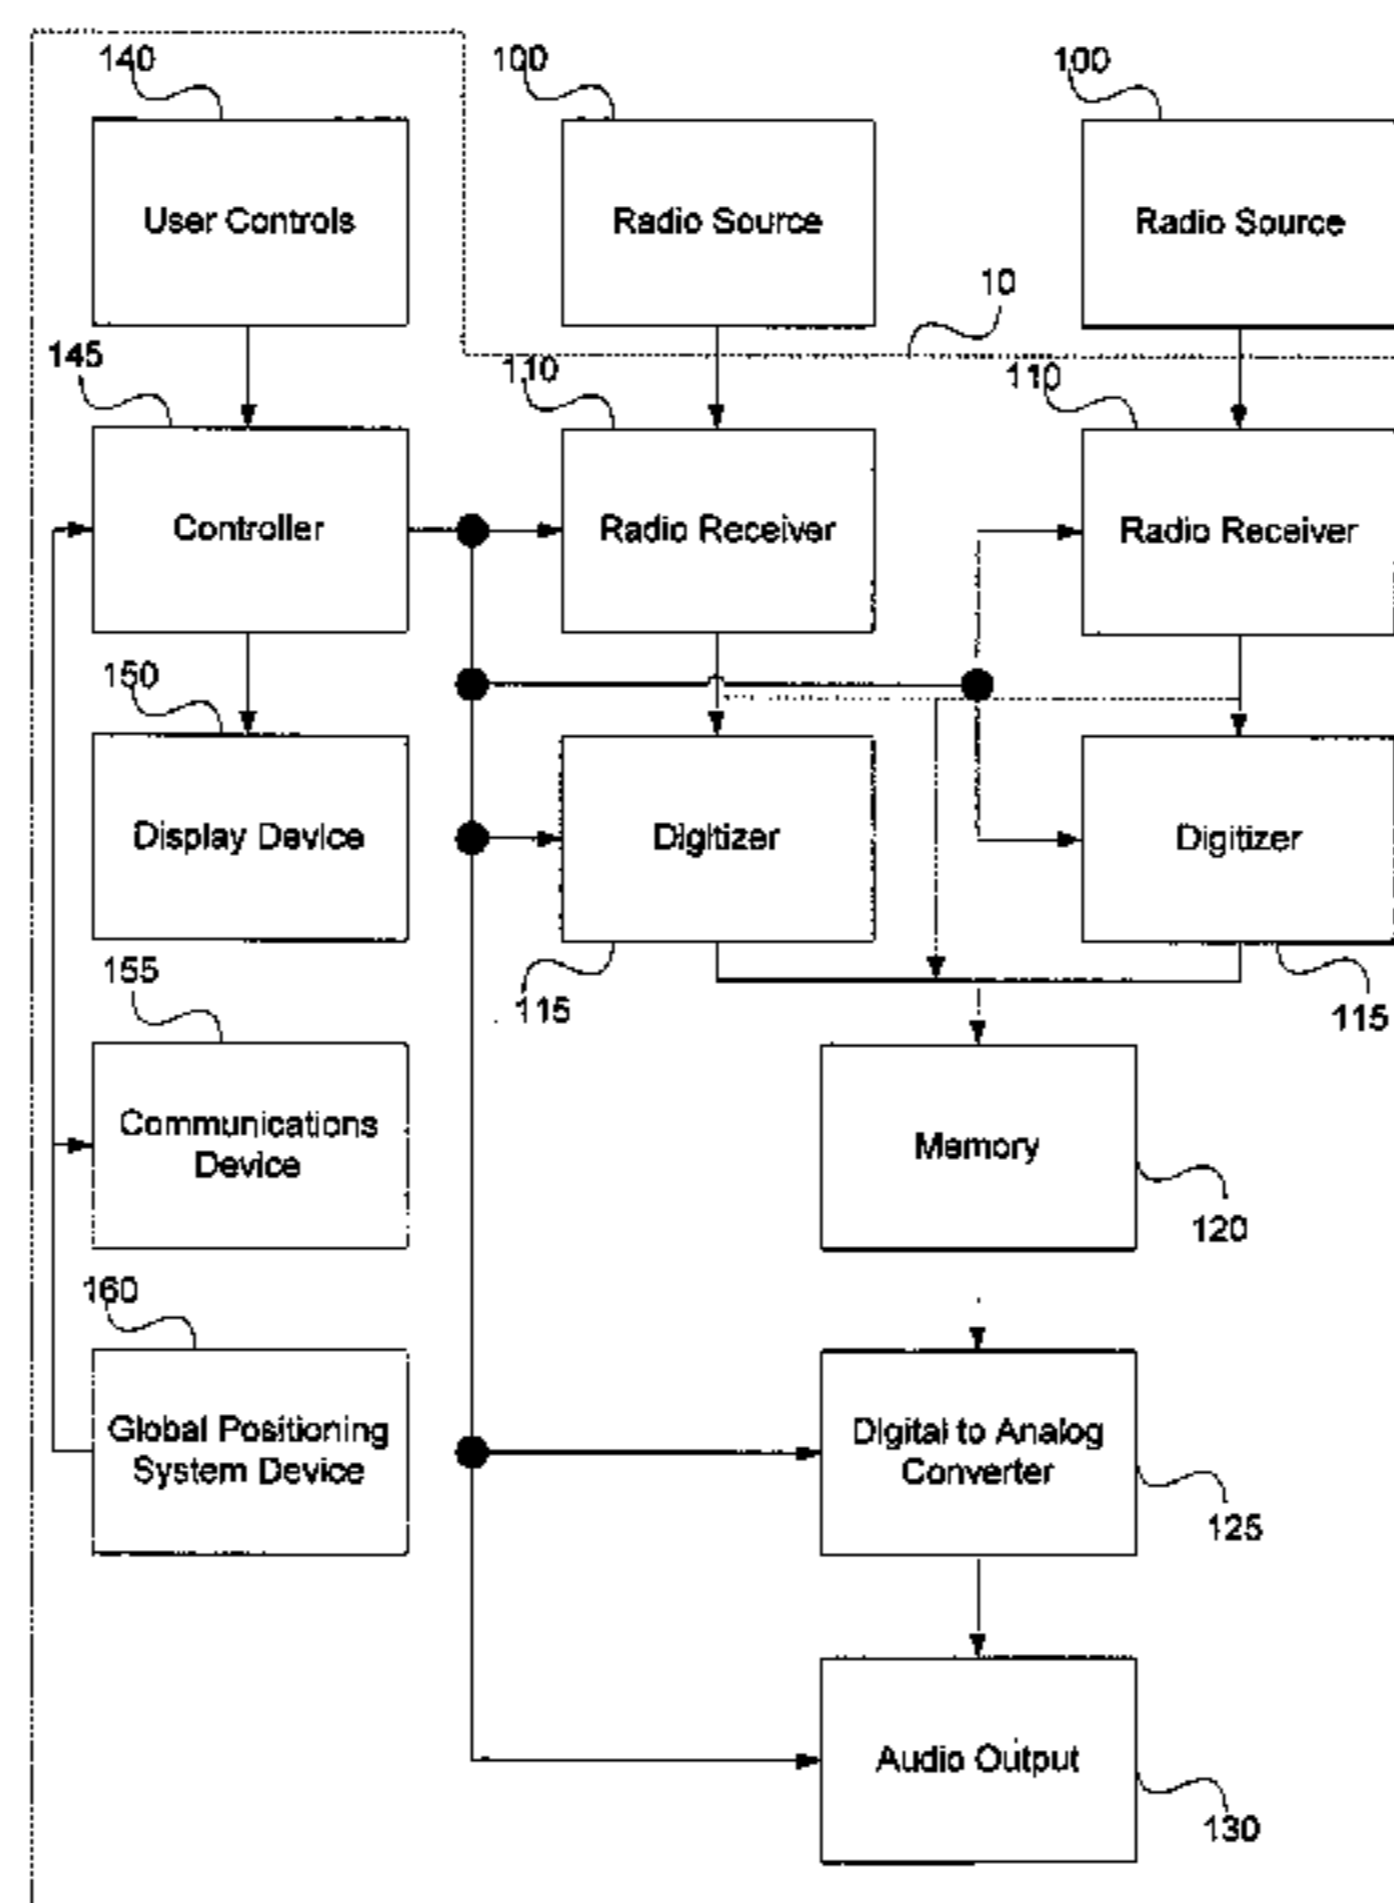 140
100
100
User Controls
Radio Source
Radio Source
10
145
110
110
Controller
Radio Receiver
Radio Receiver
150
Display Device
Digitizer
Digitizer
155
115
115
Communications
Device
Memory
120
160
Global Positioning
System Device
Digital to Analog
Converter
125
Audio Output
130